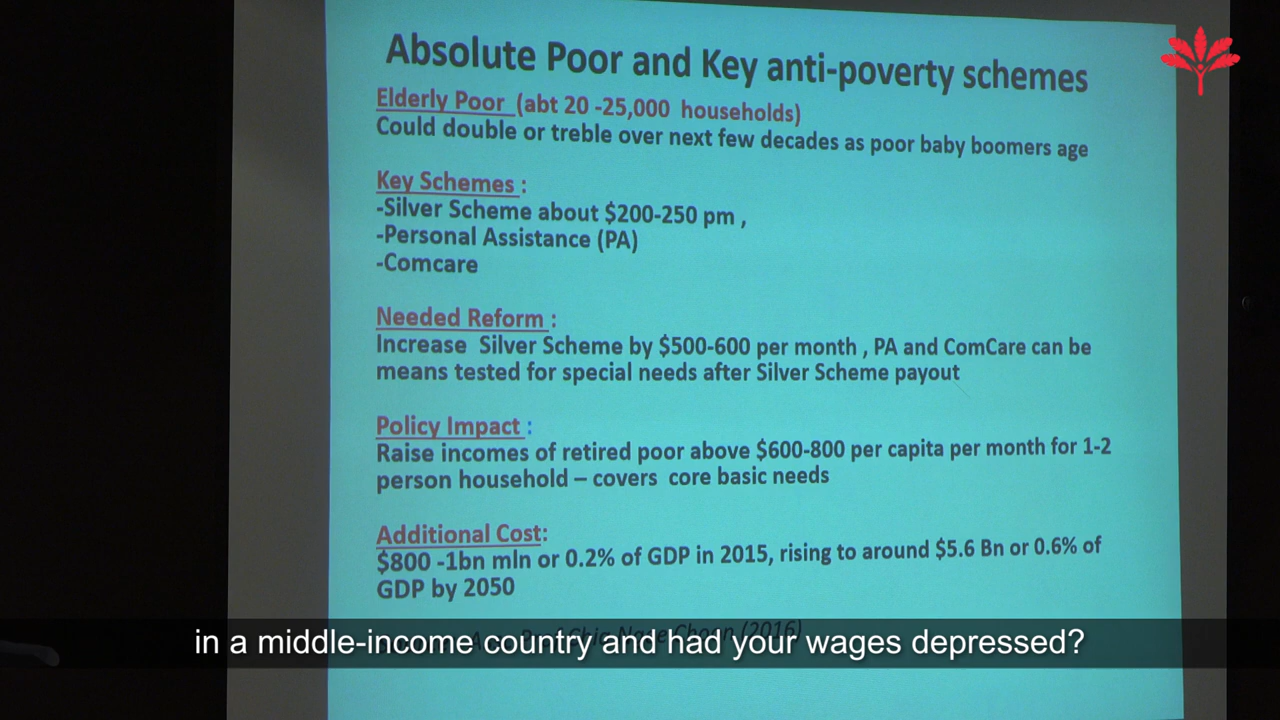 Absolute Poor and Key anti-poverty schemes
Elderly Poor (abt 20 -25,000 households)
Could double or treble over next few decades as poor baby boomers age
Key Schemes :
-Silver Scheme about $200-250 pm ,
-Personal Assistance (PA)
-Comcare
Needed Reform :
Increase Silver Scheme by $500-600 per month , PA and ComCare can be
means tested for special needs after Silver Scheme payout
Policy Impact :
Raise incomes of retired poor above $600-800 per capita per month for 1-2
person household – covers core basic needs
Additional Cost:
$800 -1bn mln or 0.2% of GDP in 2015, rising to around $5.6 Bn or 0.6% of
GDP by 2050
(2016)
in a middle-income country and had your wages depressed?